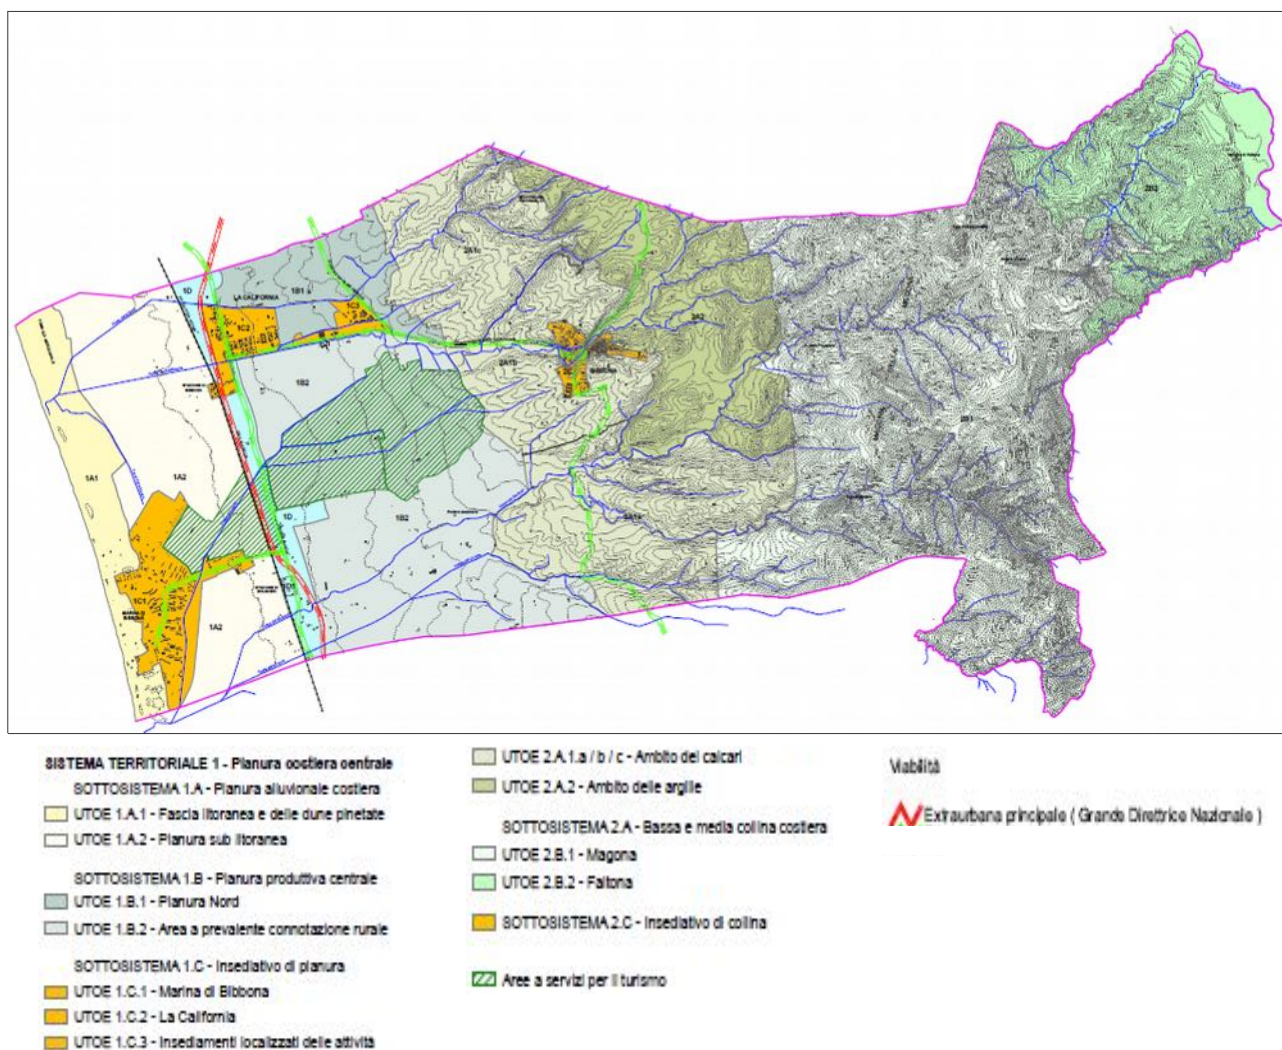 2B2
2A1c
1D
LA CALIFORNIA
1B1
1C2
1C3
2A2
2A1b
1B2
2B1
1A1
1A2
1D
1B2
1C1
1A2
SISTEMA TERRITORIALE 1 - Pianura costiera centrale
SOTTOSISTEMA 1.A - Pianura alluvionale costiera
UTOE 1.A.1 - Fascia litoranea e delle dune pinetate
UTOE 1.A.2 - Pianura sub litoranea
SOTTOSISTEMA 1.B - Pianura produttiva centrale
UTOE 1.B.1 - Pianura Nord
UTOE 1.B.2 - Area a prevalente connotazione rurale
SOTTOSISTEMA 1.C - Insediativo di pianura
UTOE 1.C.1 - Marina di Bibbona
UTOE 1.C.2 - La California
UTOE 1.C.3 - Insediamenti localizzati delle attività
UTOE 2.A.1.a / b / c - Ambito dei calcari
UTOE 2.A.2 - Ambito delle argille
SOTTOSISTEMA 2.A - Bassa e media collina costiera
UTOE 2.B.1 - Magona
UTOE 2.B.2 - Faltona
SOTTOSISTEMA 2.C - Insediativo di collina
Aree a servizi per il turismo
Viabilità
Extraurbana principale ( Grande Direttrice Nazionale )